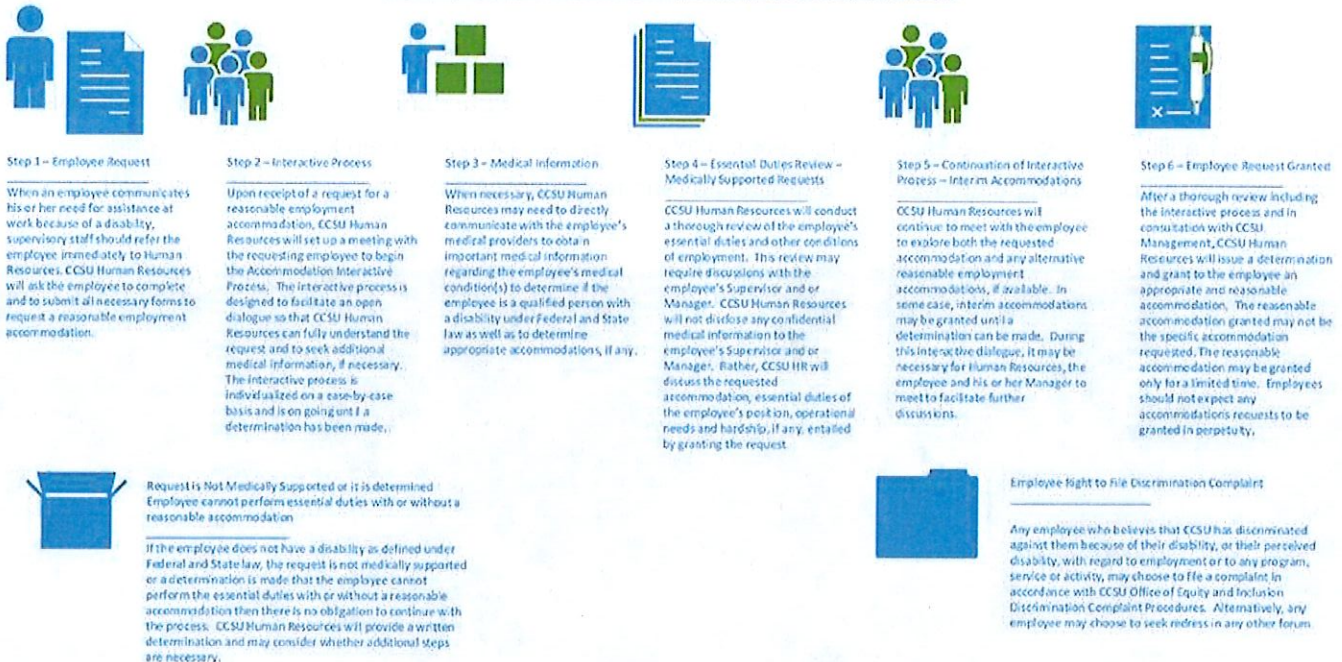 Step 1 – Employee Request
When an employee communicates
his or her need for assistance at
work because of a disability,
supervisory staff should refer the
employee immediately to Human
Resources. CCSU Human Resources
will ask the employee to complete
and to submit all necessary forms to
request a reasonable employment
accommodation.
Step 2 – Interactive Process
Upon receipt of a request for a
reasonable employment
accommodation, CCSU Human
Resources will set up a meeting with
the requesting employee to begin
the Accommodation Interactive
Process. The interactive process is
designed to facilitate an open
dialogue so that CCSU Human
Resources can fully understand the
request and to seek additional
medical information, if necessary.
The interactive process is
individualized on a case-by-case
basis and is on going until a
determination has been made.
Step 3 – Medical Information
When necessary, CCSU Human
Resources may need to directly
communicate with the employee's
medical providers to obtain
important medical information
regarding the employee's medical
condition(s) to determine if the
employee is a qualified person with
a disability under Federal and State
law as well as to determine
appropriate accommodations, if any.
Step 4 – Essential Duties Review –
Medically Supported Requests
CCSU Human Resources will conduct
a thorough review of the employee's
essential duties and other conditions
of employment. This review may
require discussions with the
employee's Supervisor and or
Manager. CCSU Human Resources
will not disclose any confidential
medical information to the
employee's Supervisor and or
Manager. Rather, CCSU HR will
discuss the requested
accommodation, essential duties of
the employee's position, operational
needs and hardship, if any, entailed
by granting the request
Step 5 – Continuation of Interactive
Process – Interim Accommodations
CCSU Human Resources will
continue to meet with the employee
to explore both the requested
accommodation and any alternative
reasonable employment
accommodations, if available. In
some case, interim accommodations
may be granted until a
determination can be made. During
this interactive dialogue, it may be
necessary for Human Resources, the
employee and his or her Manager to
meet to facilitate further
discussions.
Step 6 – Employee Request Granted
After a thorough review including
the interactive process and in
consultation with CCSU
Management, CCSU Human
Resources will issue a determination
and grant to the employee an
appropriate and reasonable
accommodation. The reasonable
accommodation granted may not be
the specific accommodation
requested. The reasonable
accommodation may be granted
only for a limited time. Employees
should not expect any
accommodations requests to be
granted in perpetuity.
Request is Not Medically Supported or it is determined
Employee cannot perform essential duties with or without a
reasonable accommodation
If the employee does not have a disability as defined under
Federal and State law, the request is not medically supported
or a determination is made that the employee cannot
perform the essential duties with or without a reasonable
accommodation then there is no obligation to continue with
the process. CCSU Human Resources will provide a written
determination and may consider whether additional steps
are necessary.
Employee Right to File Discrimination Complaint
Any employee who believes that CCSU has discriminated
against them because of their disability, or their perceived
disability, with regard to employment or to any program,
service or activity, may choose to file a complaint in
accordance with CCSU Office of Equity and Inclusion
Discrimination Complaint Procedures. Alternatively, any
employee may choose to seek redress in any other forum.